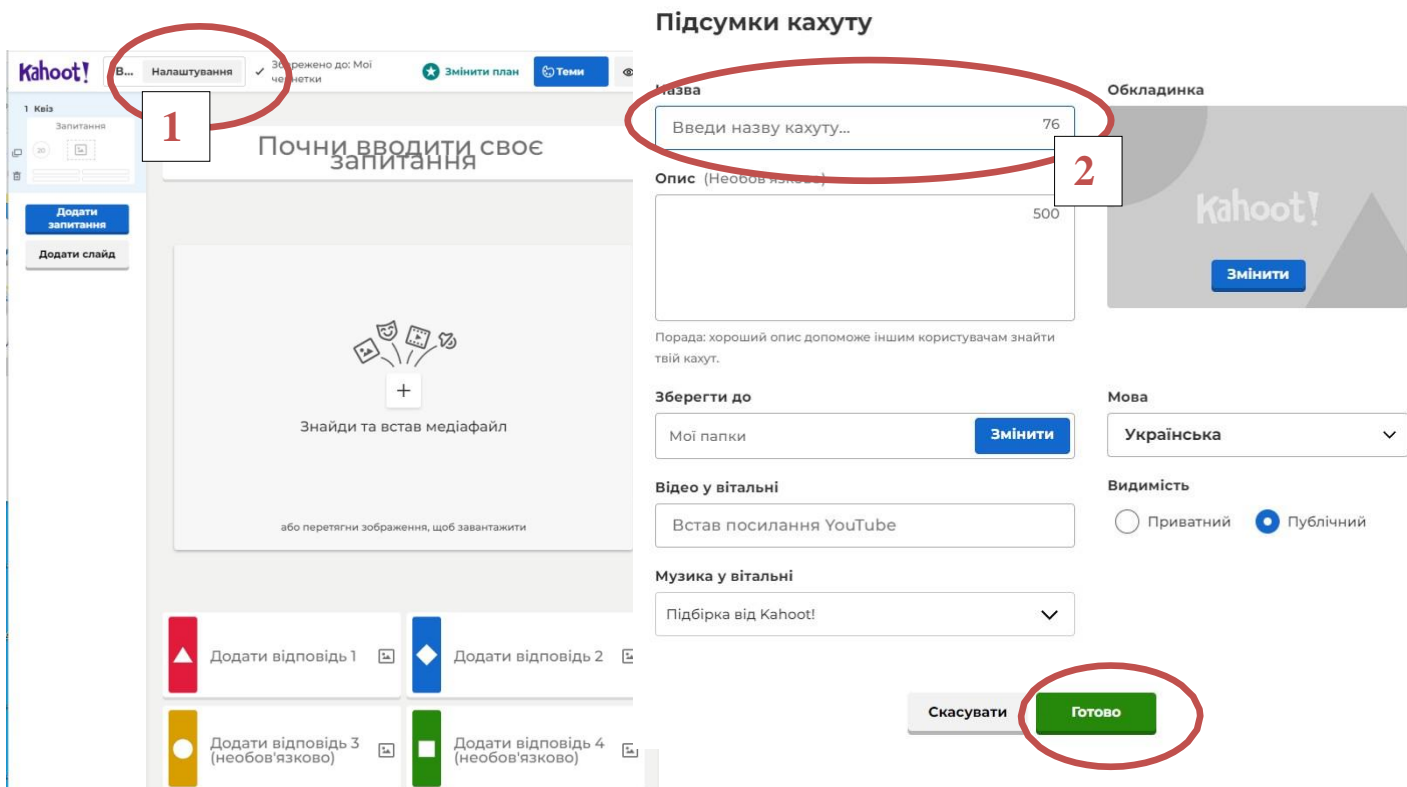 Kahoot!
В...
Налаштування
Збережено до: Мої
чернетки
Змінити план
Теми
1
1 Квіз
Запитання
20
Додати
запитання
Додати слайд
Почни вводити своє
запитання
Знайди та встав медіафайл
або перетягни зображення, щоб завантажити
Додати відповідь 1
Додати відповідь 2
Додати відповідь 3
(необов'язково)
Додати відповідь 4
(необов'язково)
Підсумки кахуту
Назва
Введи назву кахуту...
76
2
Опис (Необов'язково)
500
Порада: хороший опис допоможе іншим користувачам знайти
твій кахут.
Зберегти до
Мої папки
Змінити
Відео у вітальні
Встав посилання YouTube
Музика у вітальні
Підбірка від Kahoot!
Обкладинка
Kahoot!
Змінити
Мова
Українська
Видимість
Приватний
Публічний
Скасувати
Готово